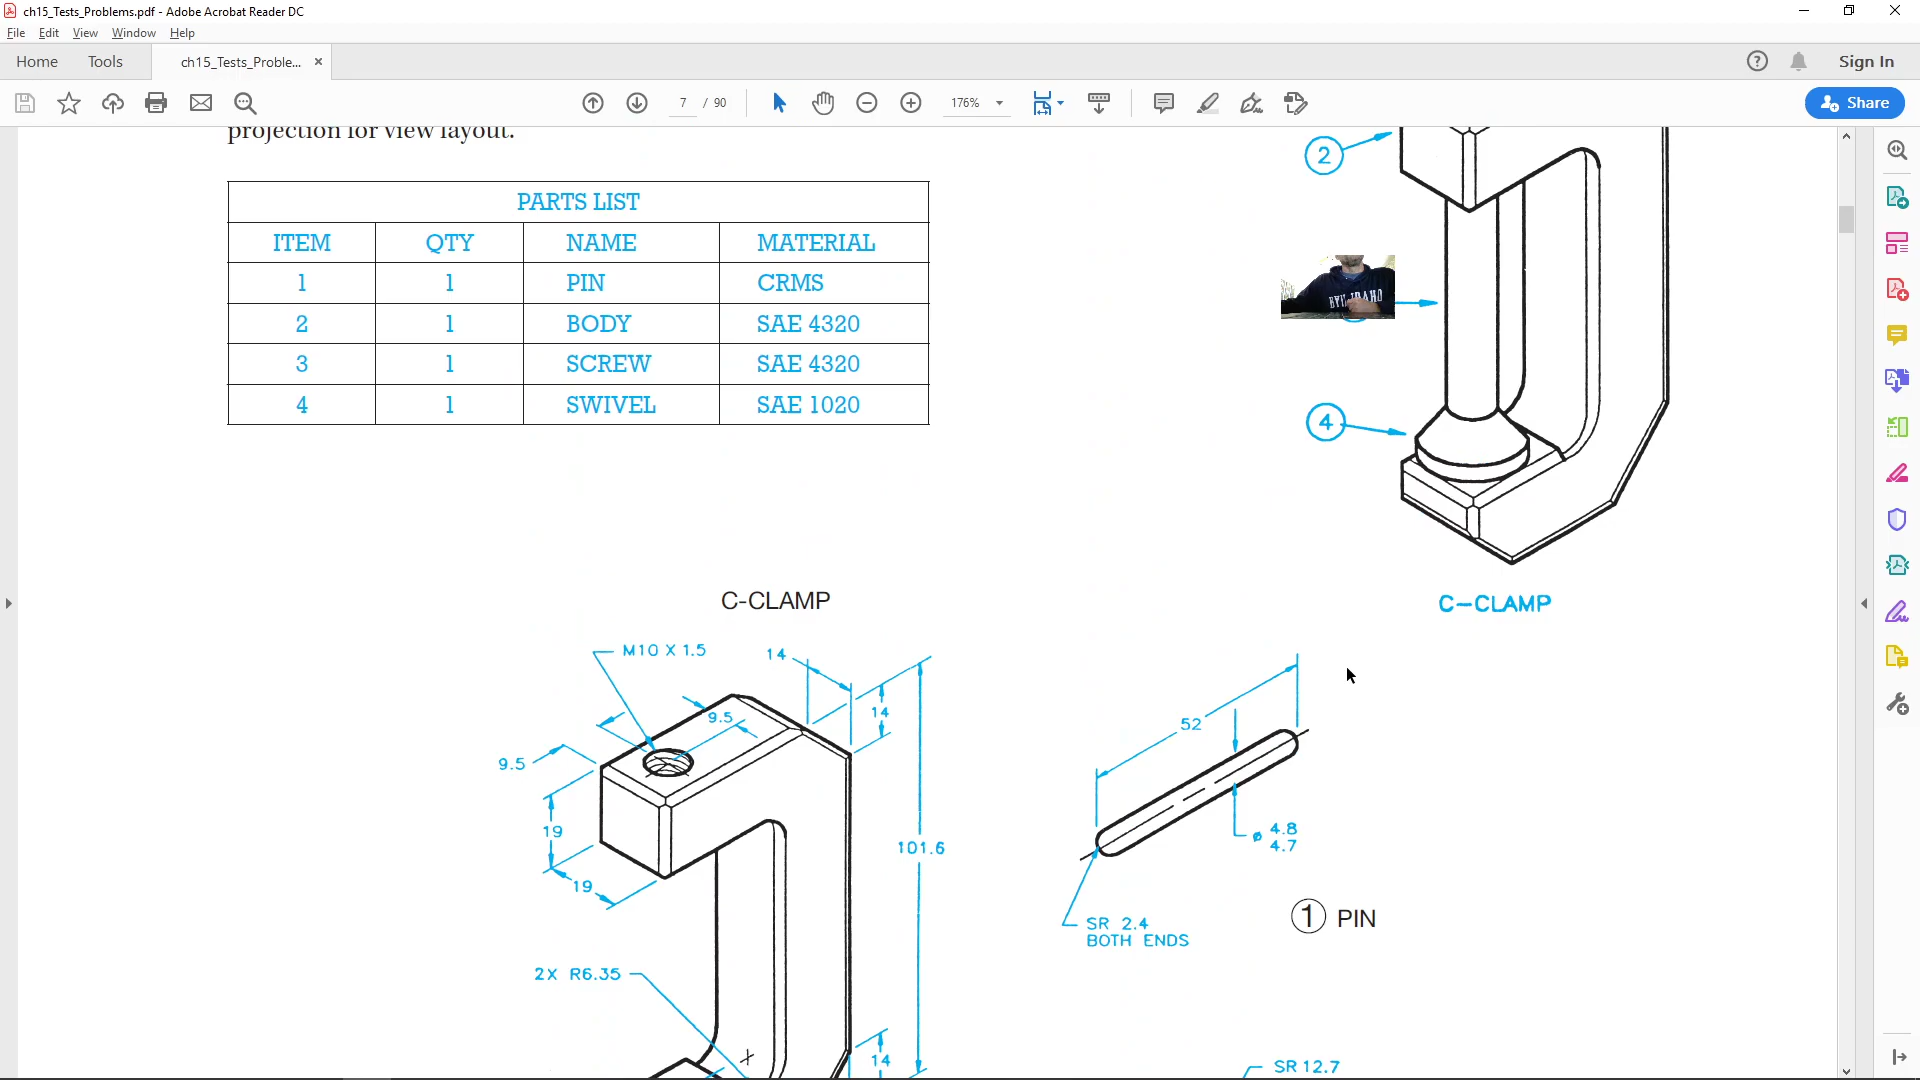 ch15_Tests_Problems.pdf - Adobe Acrobat Reader DC
File Edit View Window Help
Home Tools ch15_Tests_Proble... × Sign In
7 / 90 176% Share
projection for view layout.
PARTS LIST
ITEM QTY NAME MATERIAL
1 1 PIN CRMS
2 1 BODY SAE 4320
3 1 SCREW SAE 4320
4 1 SWIVEL SAE 1020
2
BYU IDAHO
4
C-CLAMP
C-CLAMP
M10 X 1.5
14
14
9.5
9.5
19
19
101.6
2X R6.35
14
52
ø 4.8
4.7
SR 2.4
BOTH ENDS
1 PIN
SR 12.7